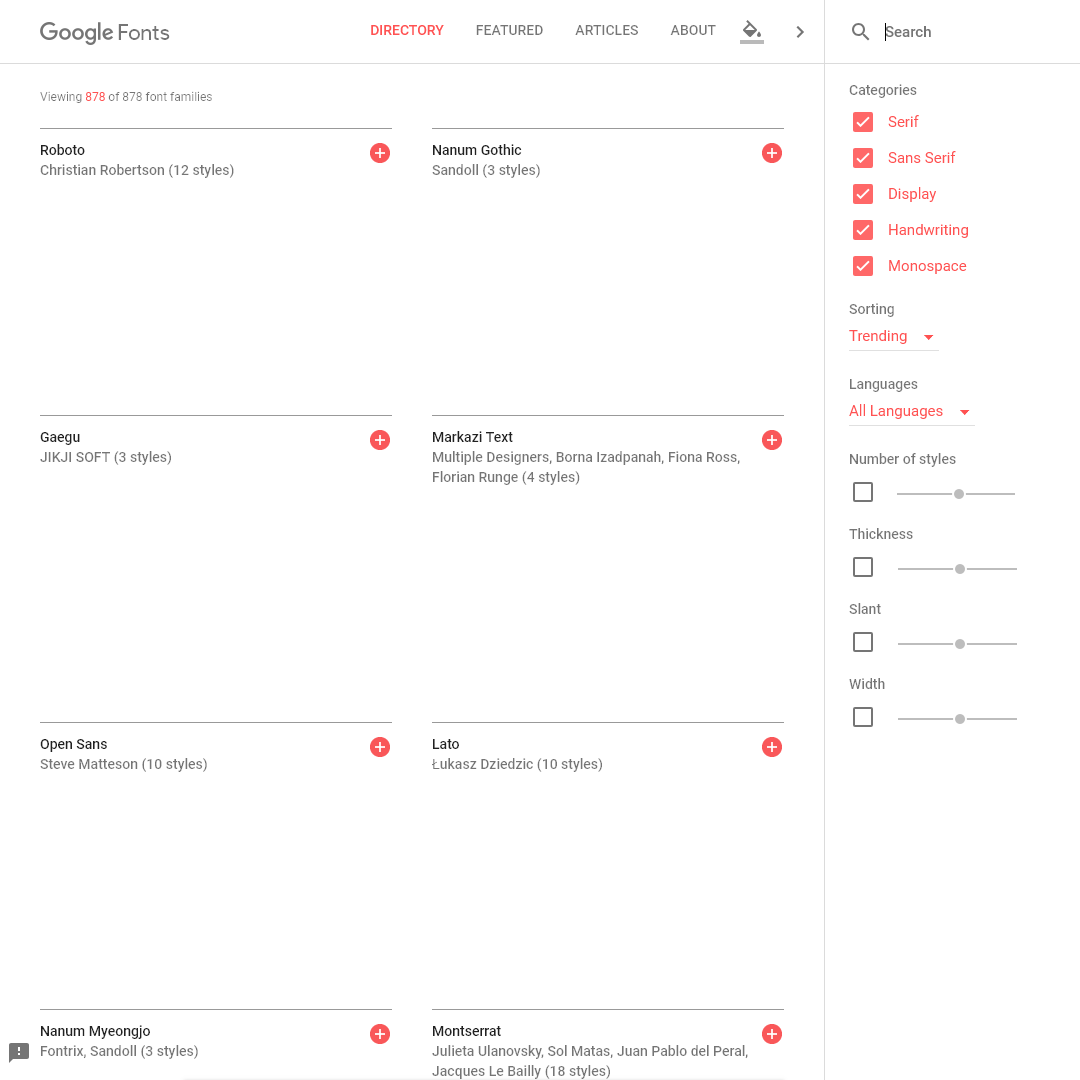 Google Fonts
DIRECTORY
FEATURED
ARTICLES
ABOUT
Search
Viewing 878 of 878 font families
Roboto
Christian Robertson (12 styles)
Nanum Gothic
Sandoll (3 styles)
Gaegu
JIKJI SOFT (3 styles)
Markazi Text
Multiple Designers, Borna Izadpanah, Fiona Ross,
Florian Runge (4 styles)
Open Sans
Steve Matteson (10 styles)
Lato
Łukasz Dziedzic (10 styles)
Nanum Myeongjo
Fontrix, Sandoll (3 styles)
Montserrat
Julieta Ulanovsky, Sol Matas, Juan Pablo del Peral,
Jacques Le Bailly (18 styles)
Categories
Serif
Sans Serif
Display
Handwriting
Monospace
Sorting
Trending
Languages
All Languages
Number of styles
Thickness
Slant
Width